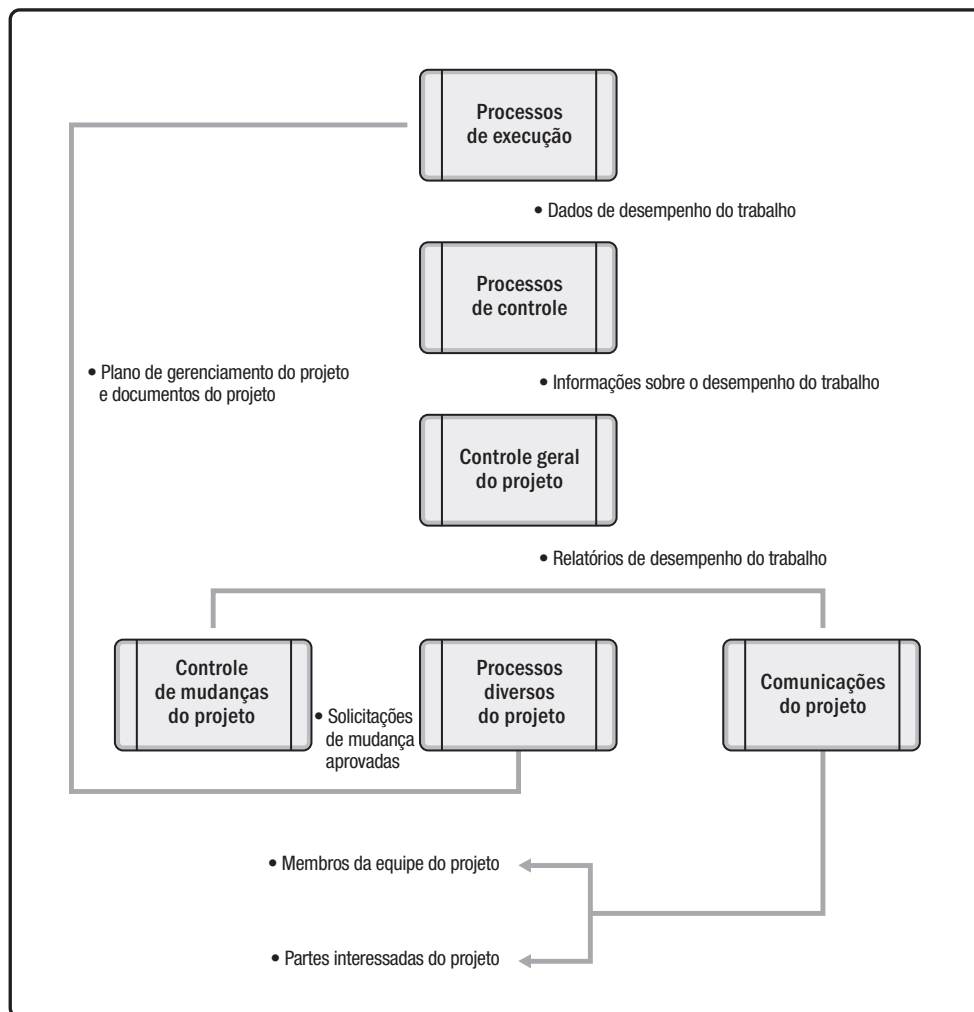 Processos
de execução
• Dados de desempenho do trabalho
Processos
de controle
• Plano de gerenciamento do projeto
e documentos do projeto
• Informações sobre o desempenho do trabalho
Controle geral
do projeto
• Relatórios de desempenho do trabalho
Controle
de mudanças
do projeto
• Solicitações
de mudança
aprovadas
Processos
diversos
do projeto
Comunicações
do projeto
• Membros da equipe do projeto
• Partes interessadas do projeto